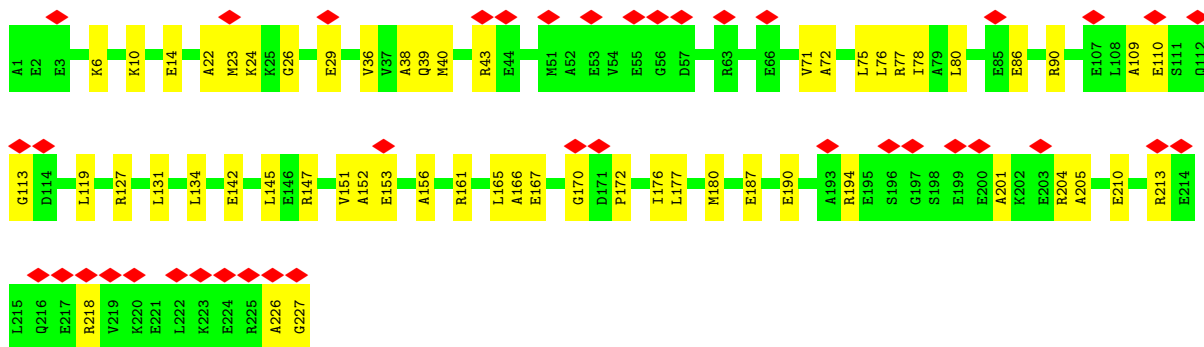 A1 E2 E3 K6 K10 E14 A22 M23 K24 K25 G26 E29 V36 V37 A38 Q39 M40 R43 E44 M51 A52 E53 V54 E55 G56 D57 R63 E66 V71 A72 L75 L76 R77 I78 A79 L80 E85 E86 R90 E107 L108 A109 E110 S111 Q112
G113 D114 L119 R127 L131 L134 E142 L145 E146 R147 V151 A152 E153 A156 R161 L165 A166 E167 G170 D171 P172 I176 L177 M180 E187 E190 A193 R194 E195 S196 G197 S198 E199 E200 A201 K202 E203 R204 A205 E210 R213 E214
L215 Q216 E217 R218 V219 K220 E221 L222 K223 E224 R225 A226 G227